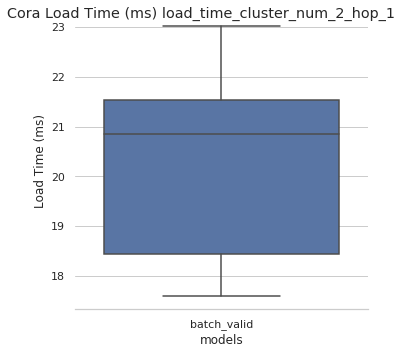 Cora Load Time (ms) load_time_cluster_num_2_hop_1
23
22
21
20
19
18
Load Time (ms)
batch_valid
models